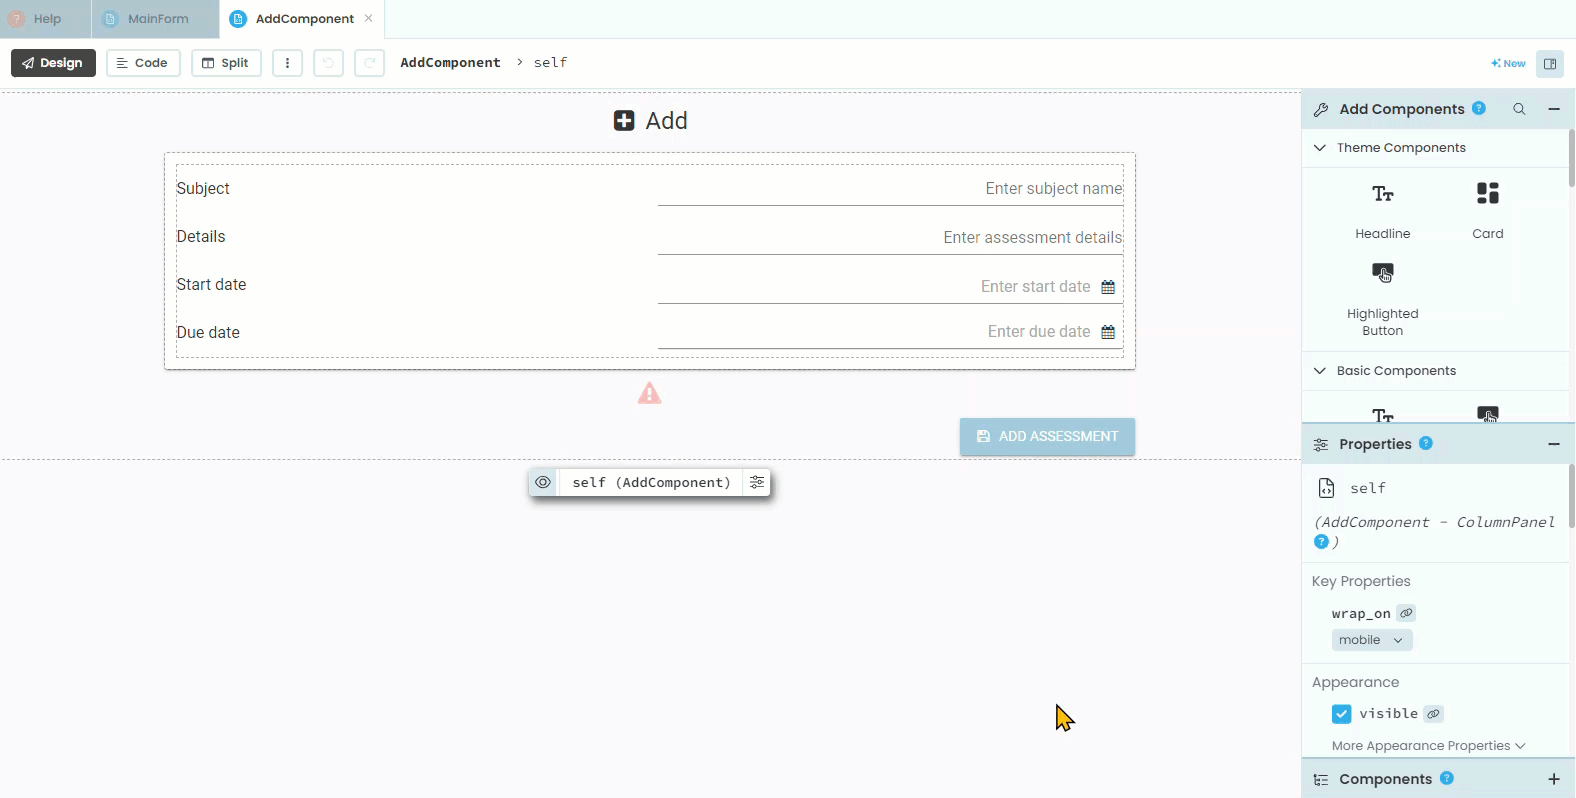 Help
MainForm
AddComponent
Design
Code
Split
AddComponent > self
New
Add
Subject
Enter subject name
Details
Enter assessment details
Start date
Enter start date
Due date
Enter due date
ADD ASSESSMENT
self (AddComponent)
Add Components
Theme Components
Headline
Card
Highlighted
Button
Basic Components
Properties
self
(AddComponent - ColumnPanel
)
Key Properties
wrap_on
mobile
Appearance
visible
More Appearance Properties
Components